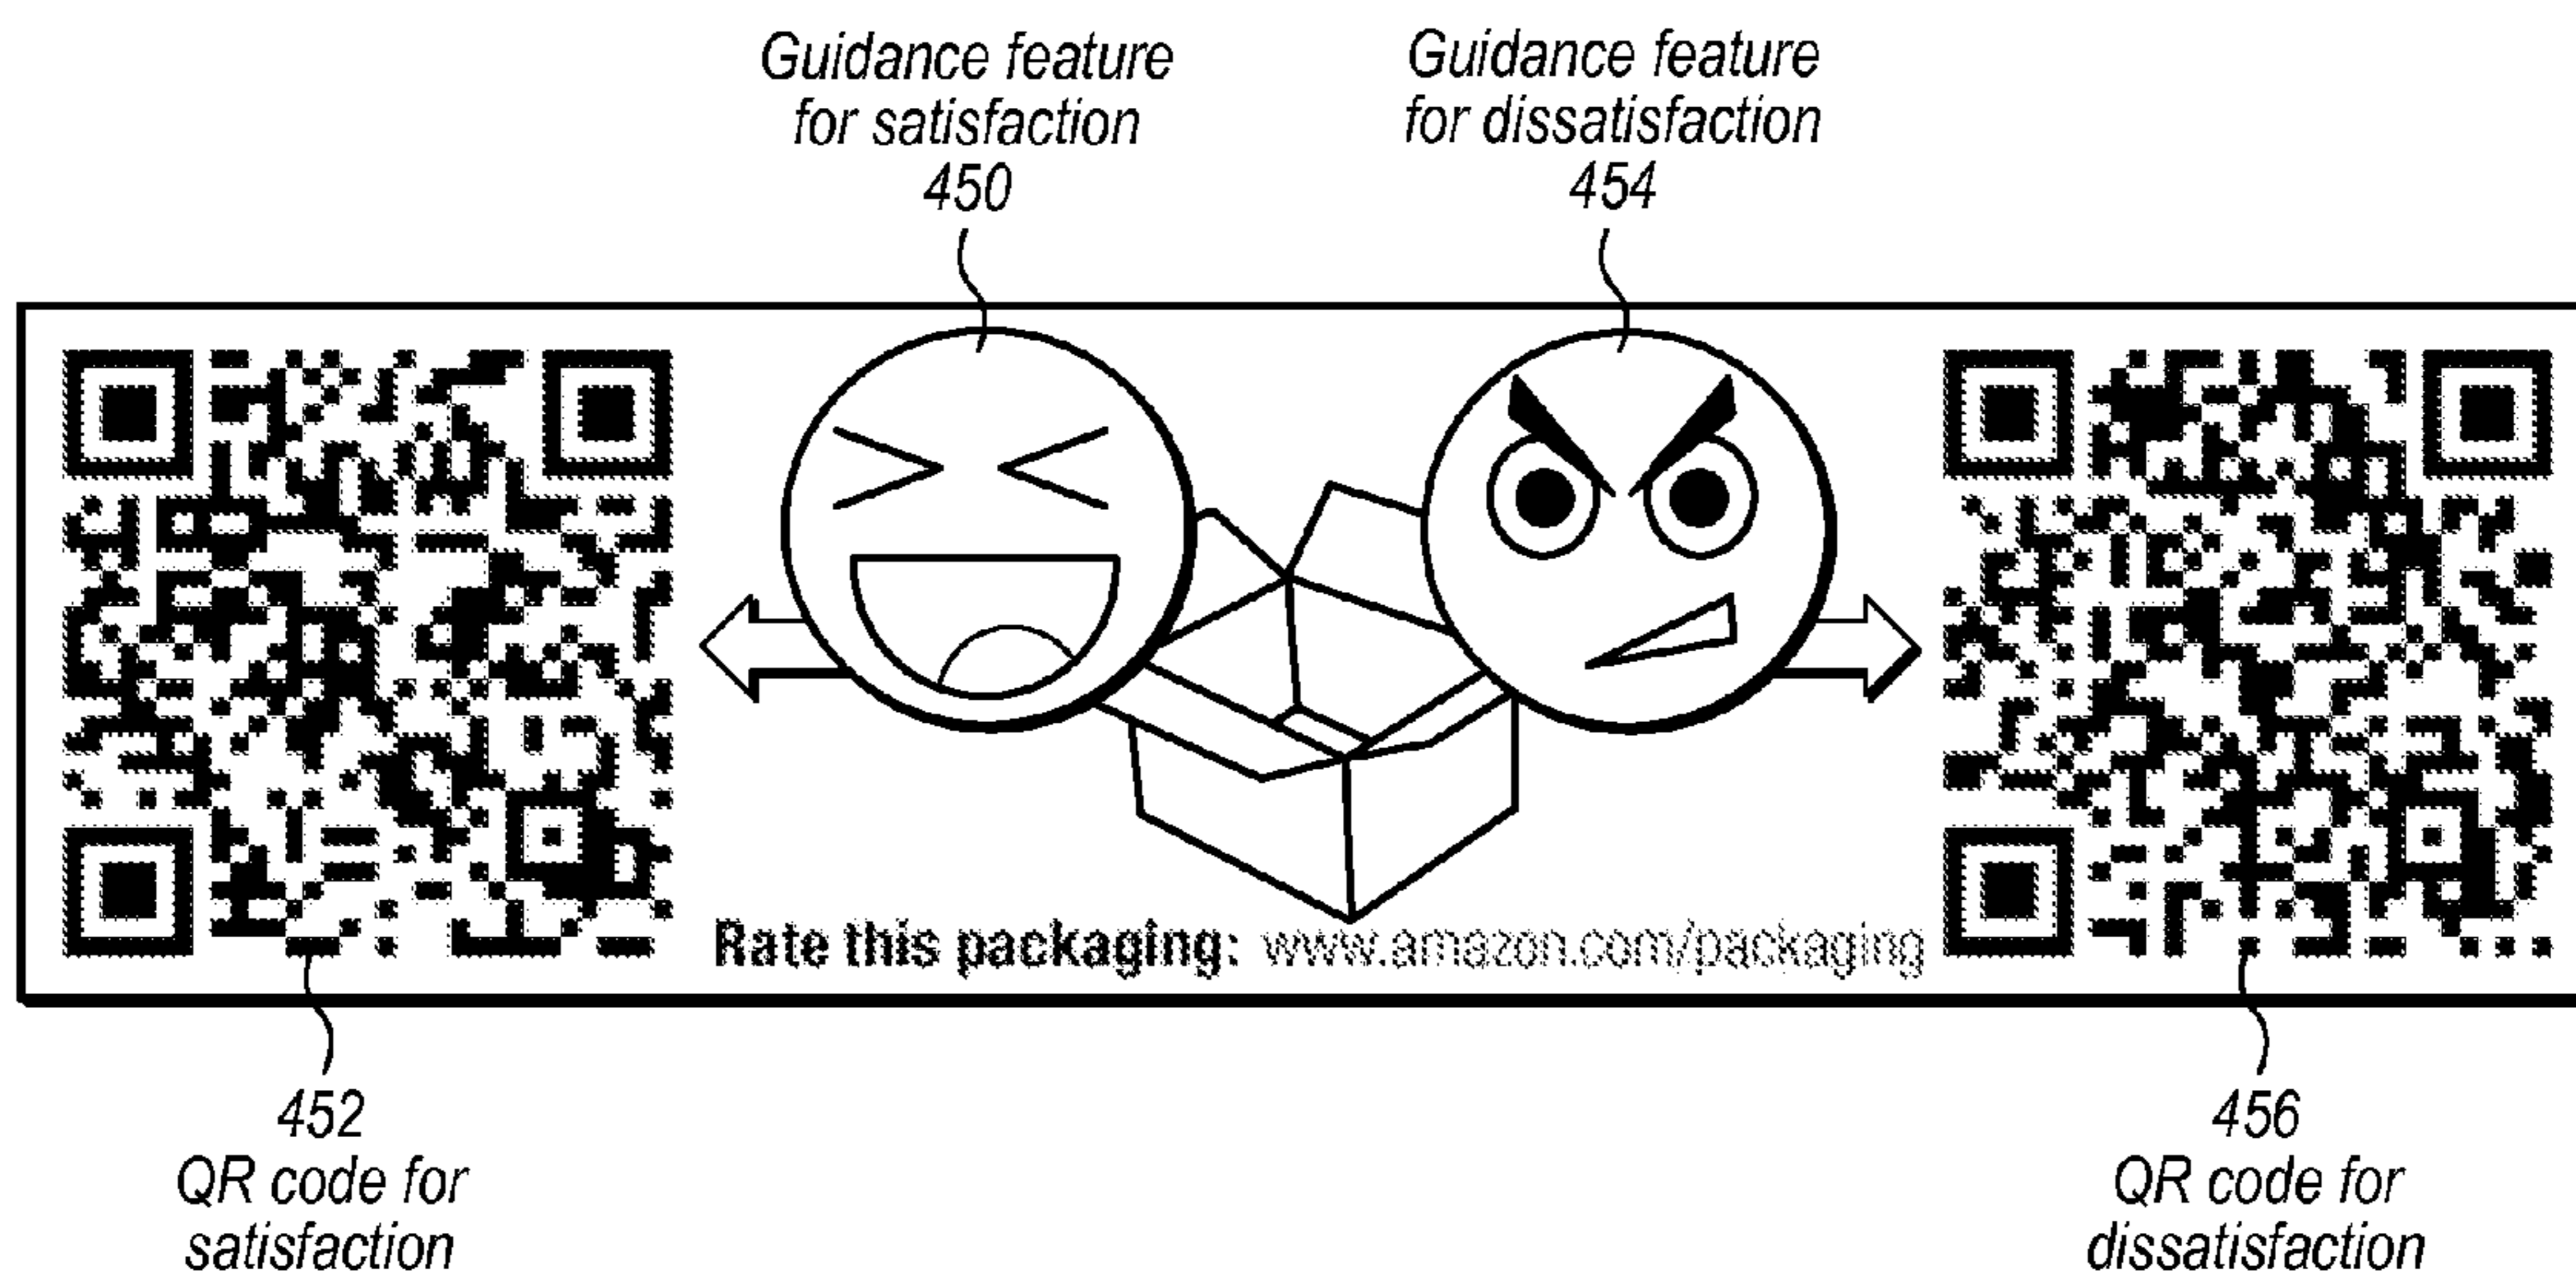 Guidance feature
for satisfaction
450
Guidance feature
for dissatisfaction
454
Rate this packaging: www.amazon.com/packaging
452
QR code for
satisfaction
456
QR code for
dissatisfaction